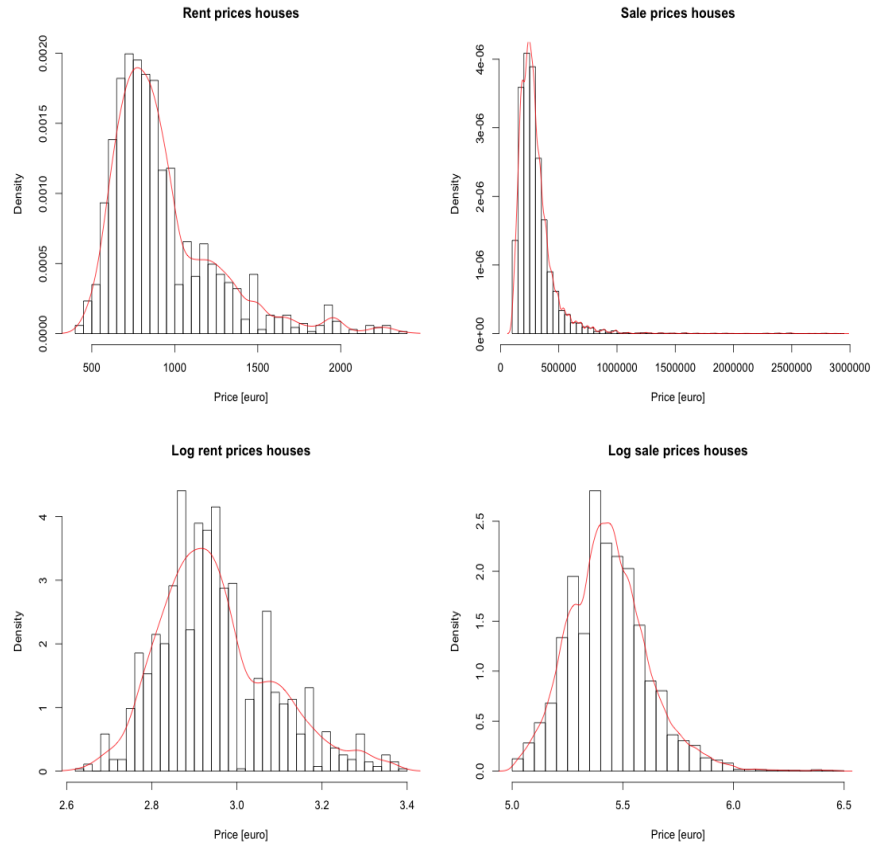 Rent prices houses
Density
0.0000 0.0005 0.0010 0.0015 0.0020
500 1000 1500 2000
Price [euro]
Sale prices houses
Density
0e+00 1e-06 2e-06 3e-06 4e-06
0 500000 1000000 1500000 2000000 2500000 3000000
Price [euro]
Log rent prices houses
Density
0 1 2 3 4
2.6 2.8 3.0 3.2 3.4
Price [euro]
Log sale prices houses
Density
0.0 0.5 1.0 1.5 2.0 2.5
5.0 5.5 6.0 6.5
Price [euro]